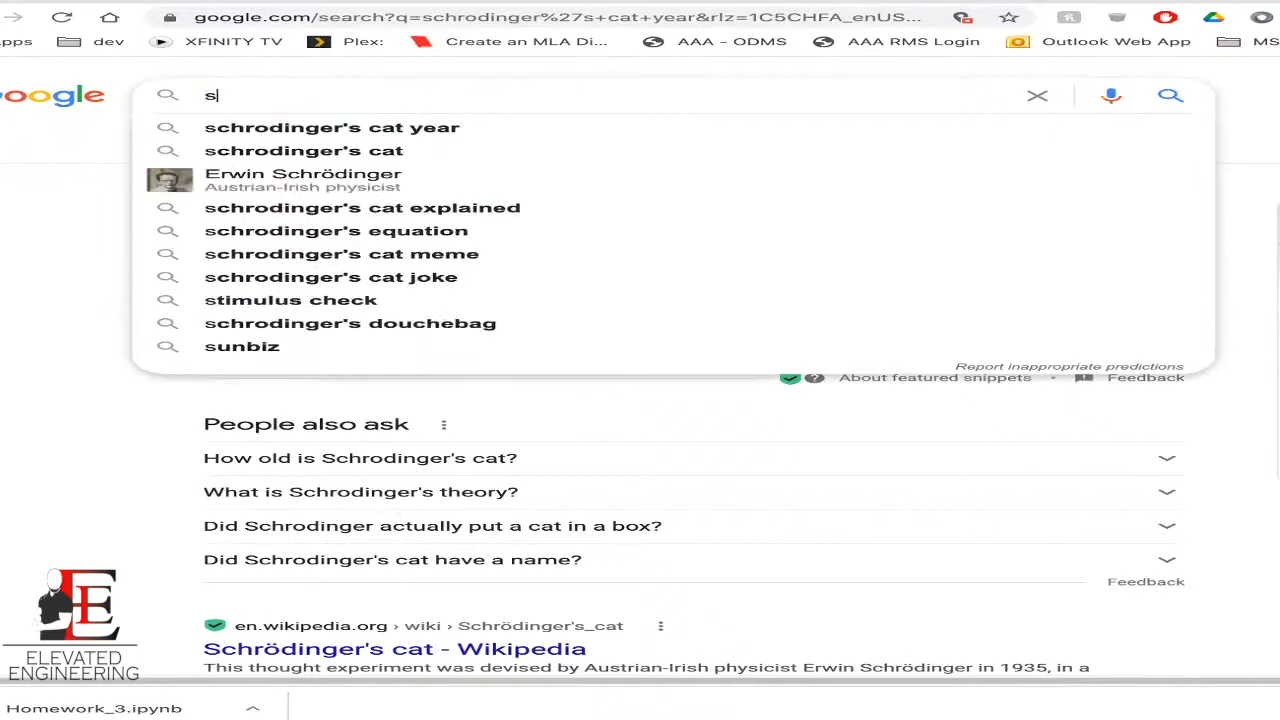 google.com/search?q=schrodinger%27s+cat+year&rlz=1C5CHFA_enUS...
pps dev XFINITY TV Plex: Create an MLA Di... AAA - ODMS AAA RMS Login Outlook Web App MS
oogle s
schrodinger's cat year
schrodinger's cat
Erwin Schrödinger
Austrian-Irish physicist
schrodinger's cat explained
schrodinger's equation
schrodinger's cat meme
schrodinger's cat joke
stimulus check
schrodinger's douchebag
sunbiz
Report inappropriate predictions
About featured snippets · Feedback
People also ask
How old is Schrodinger's cat?
What is Schrodinger's theory?
Did Schrodinger actually put a cat in a box?
Did Schrodinger's cat have a name?
Feedback
en.wikipedia.org › wiki › Schrödinger's_cat
Schrödinger's cat - Wikipedia
This thought experiment was devised by Austrian-Irish physicist Erwin Schrödinger in 1935, in a
EE
ELEVATED
ENGINEERING
Homework_3.ipynb